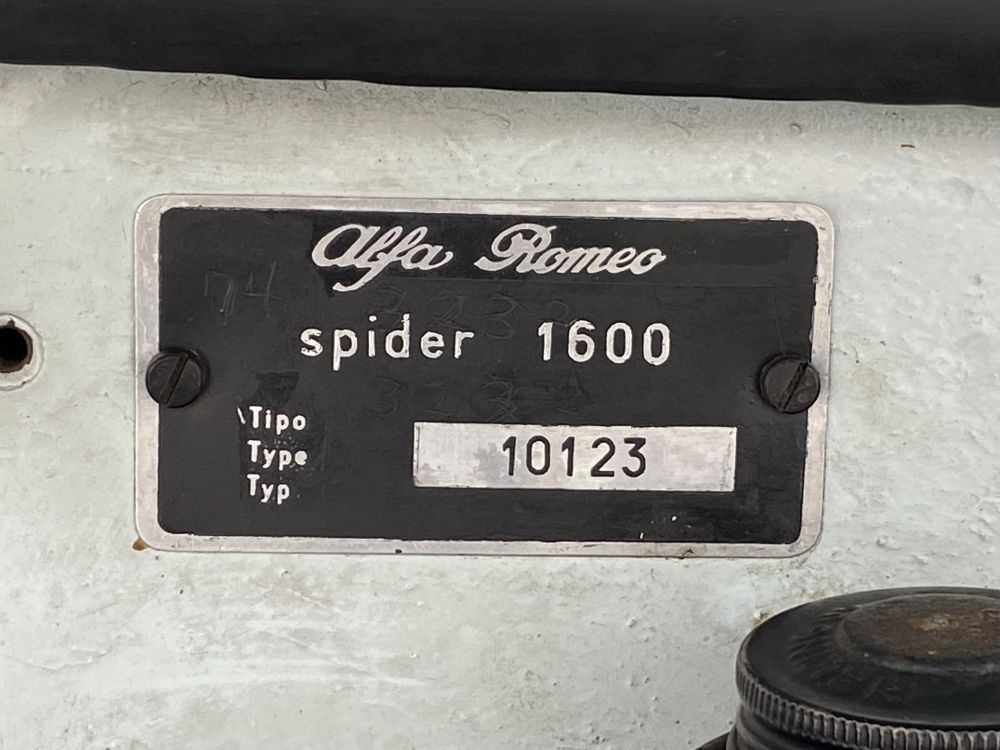 Alfa Romeo
spider 1600
Tipo
Type
Typ
10123